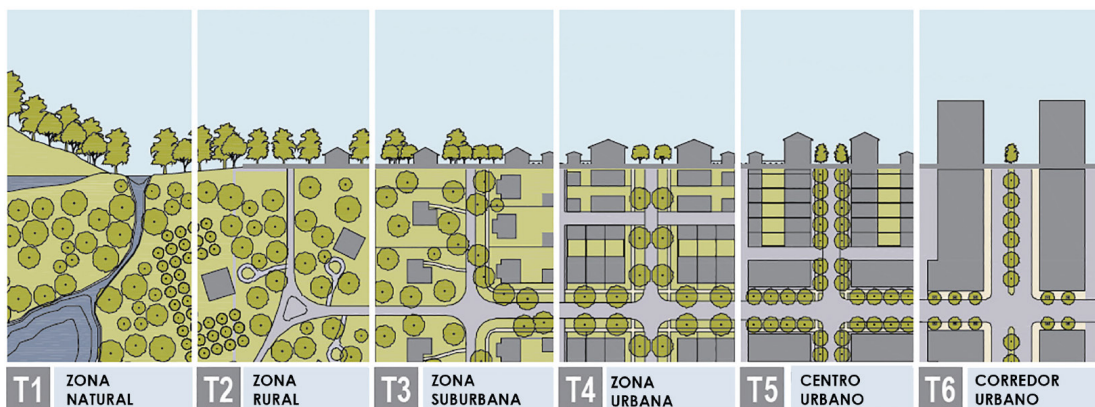 T1 ZONA
NATURAL
T2 ZONA
RURAL
T3 ZONA
SUBURBANA
T4 ZONA
URBANA
T5 CENTRO
URBANO
T6 CORREDOR
URBANO